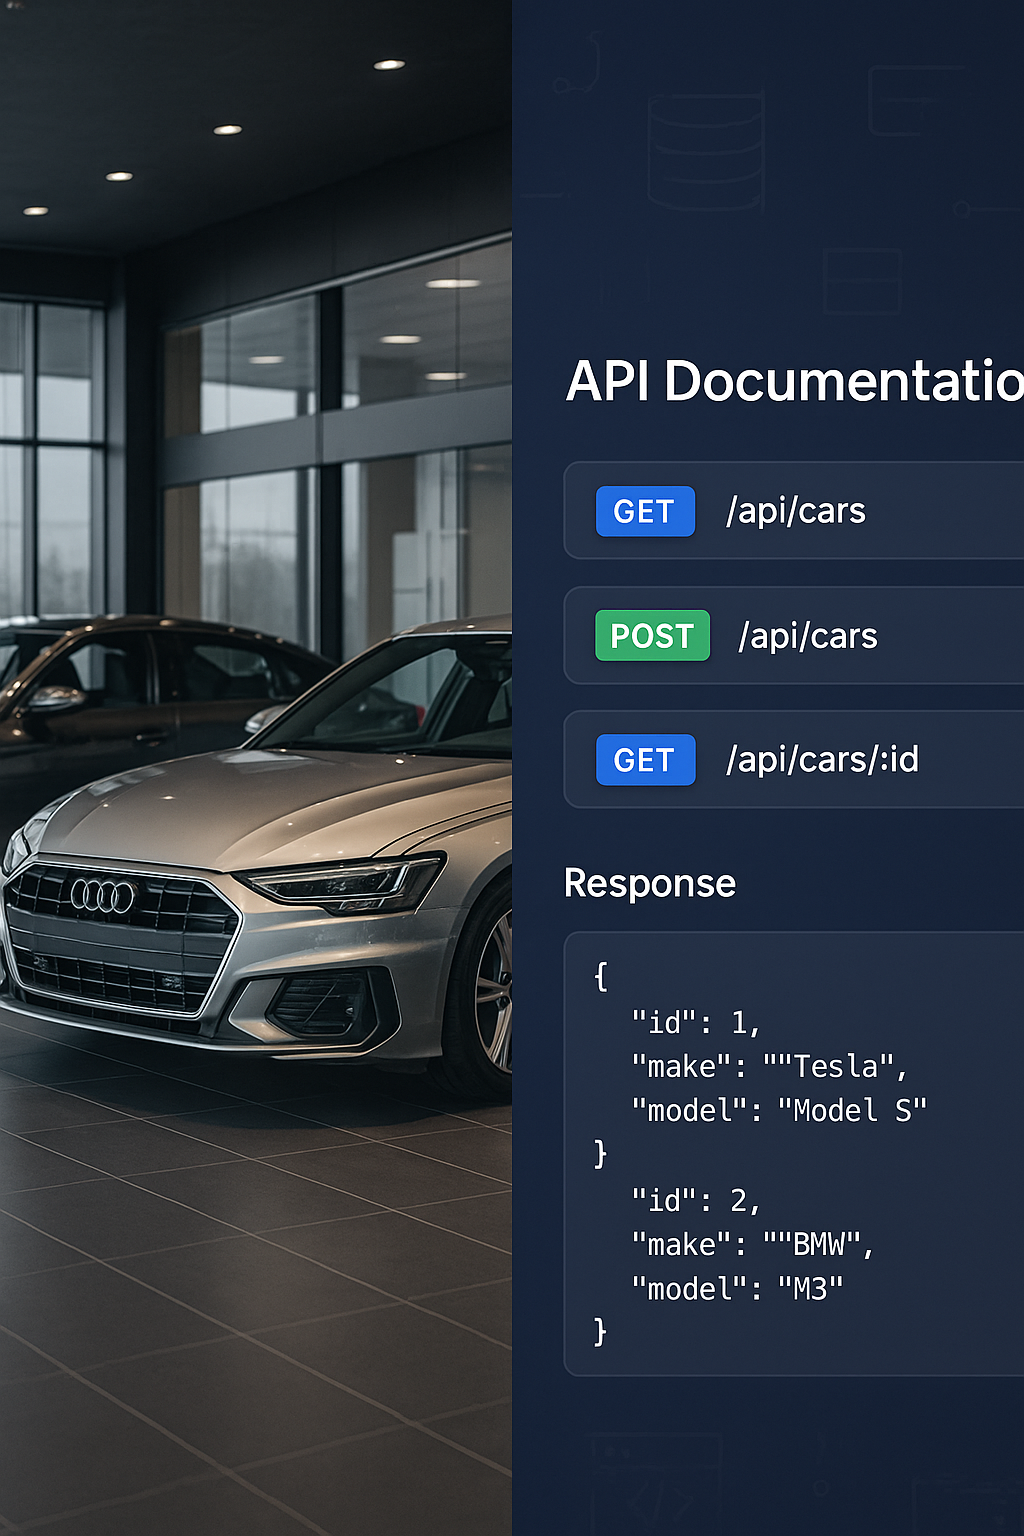 API Documentatio
GET /api/cars
POST /api/cars
GET /api/cars/:id
Response
{
"id": 1,
"make": ""Tesla",
"model": "Model S"
}
"id": 2,
"make": ""BMW",
"model": "M3"
}